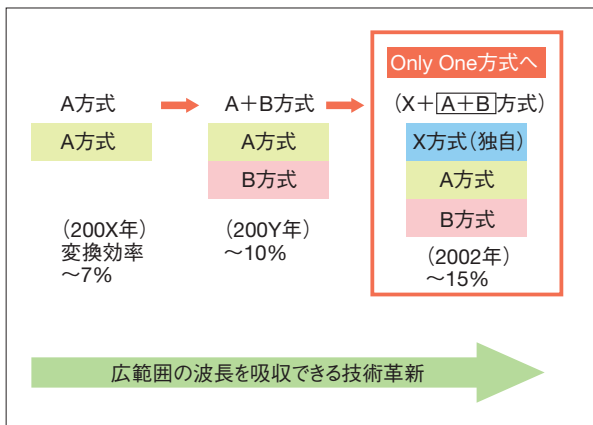 Only One方式へ
A方式
A＋B方式
（X＋A＋B方式）
A方式
A方式
B方式
X方式（独自）
A方式
B方式
（200X年）
変換効率
～7%
（200Y年）
～10%
（2002年）
～15%
広範囲の波長を吸収できる技術革新